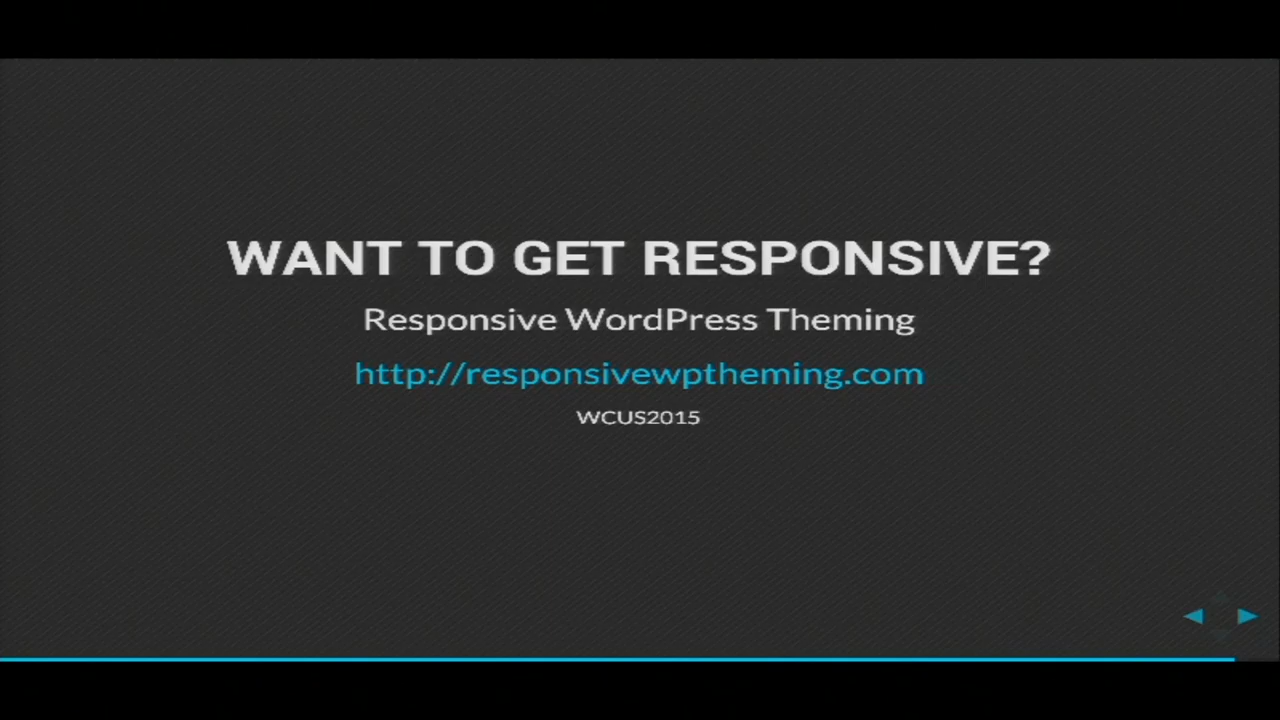 WANT TO GET RESPONSIVE?
Responsive WordPress Theming
http://responsivewptheming.com
WCUS2015